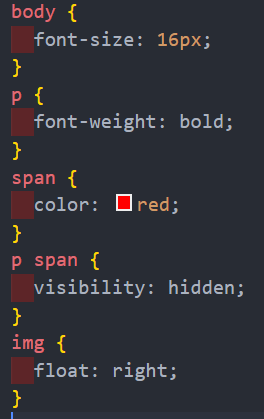 body {
font-size: 16px;
}
p {
font-weight: bold;
}
span {
color: red;
}
p span {
visibility: hidden;
}
img {
float: right;
}